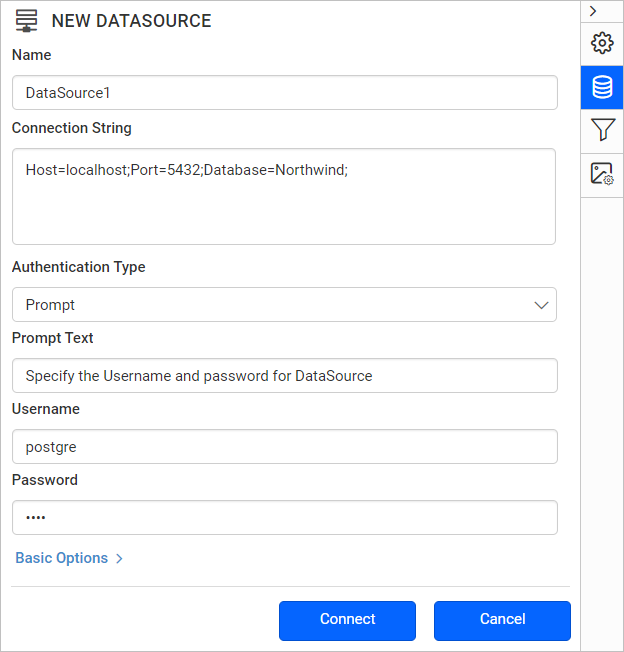 NEW DATASOURCE
Name
DataSource1
Connection String
Host=localhost;Port=5432;Database=Northwind;
Authentication Type
Prompt
Prompt Text
Specify the Username and password for DataSource
Username
postgre
Password
••••
Basic Options
Connect
Cancel